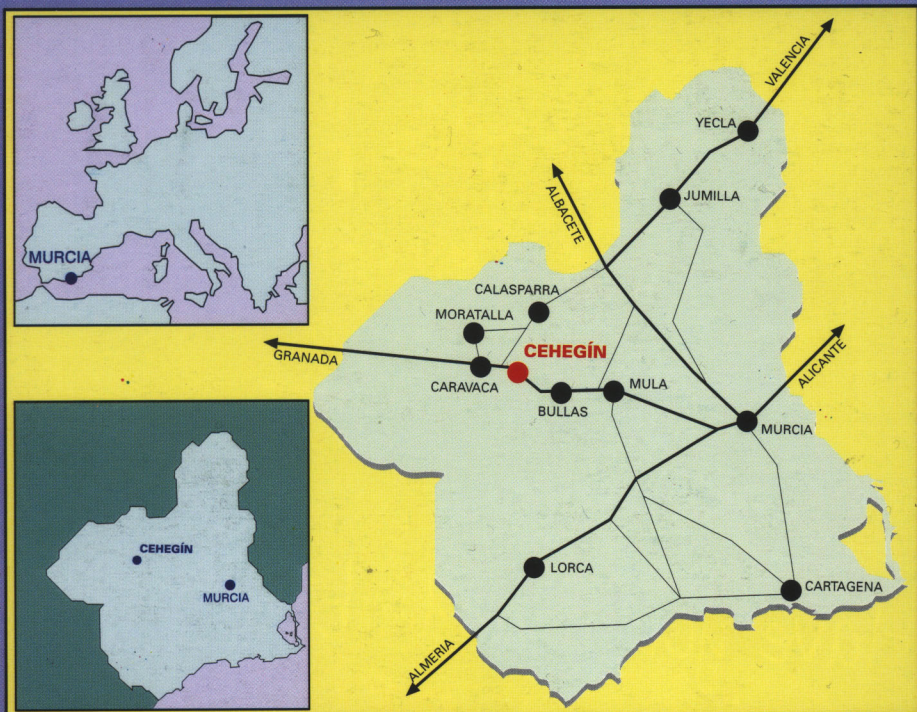 MURCIA
CEHEGÍN
MURCIA
VALENCIA
YECLA
JUMILLA
ALBACETE
CALASPARRA
MORATALLA
GRANADA
CEHEGÍN
CARAVACA
BULLAS
MULA
ALICANTE
MURCIA
LORCA
CARTAGENA
ALMERIA